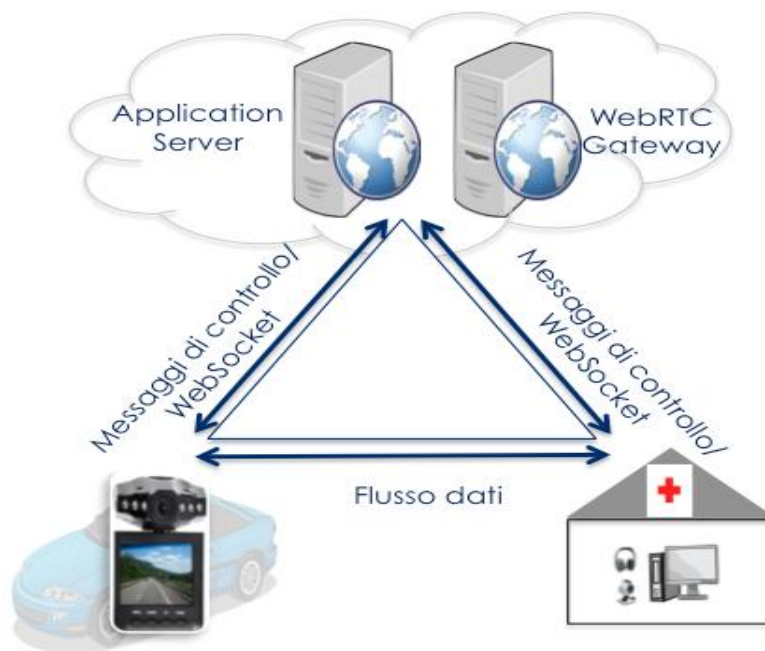 Application
Server
WebRTC
Gateway
Messaggi di controllo/
WebSocket
Messaggi di controllo/
WebSocket
Flusso dati